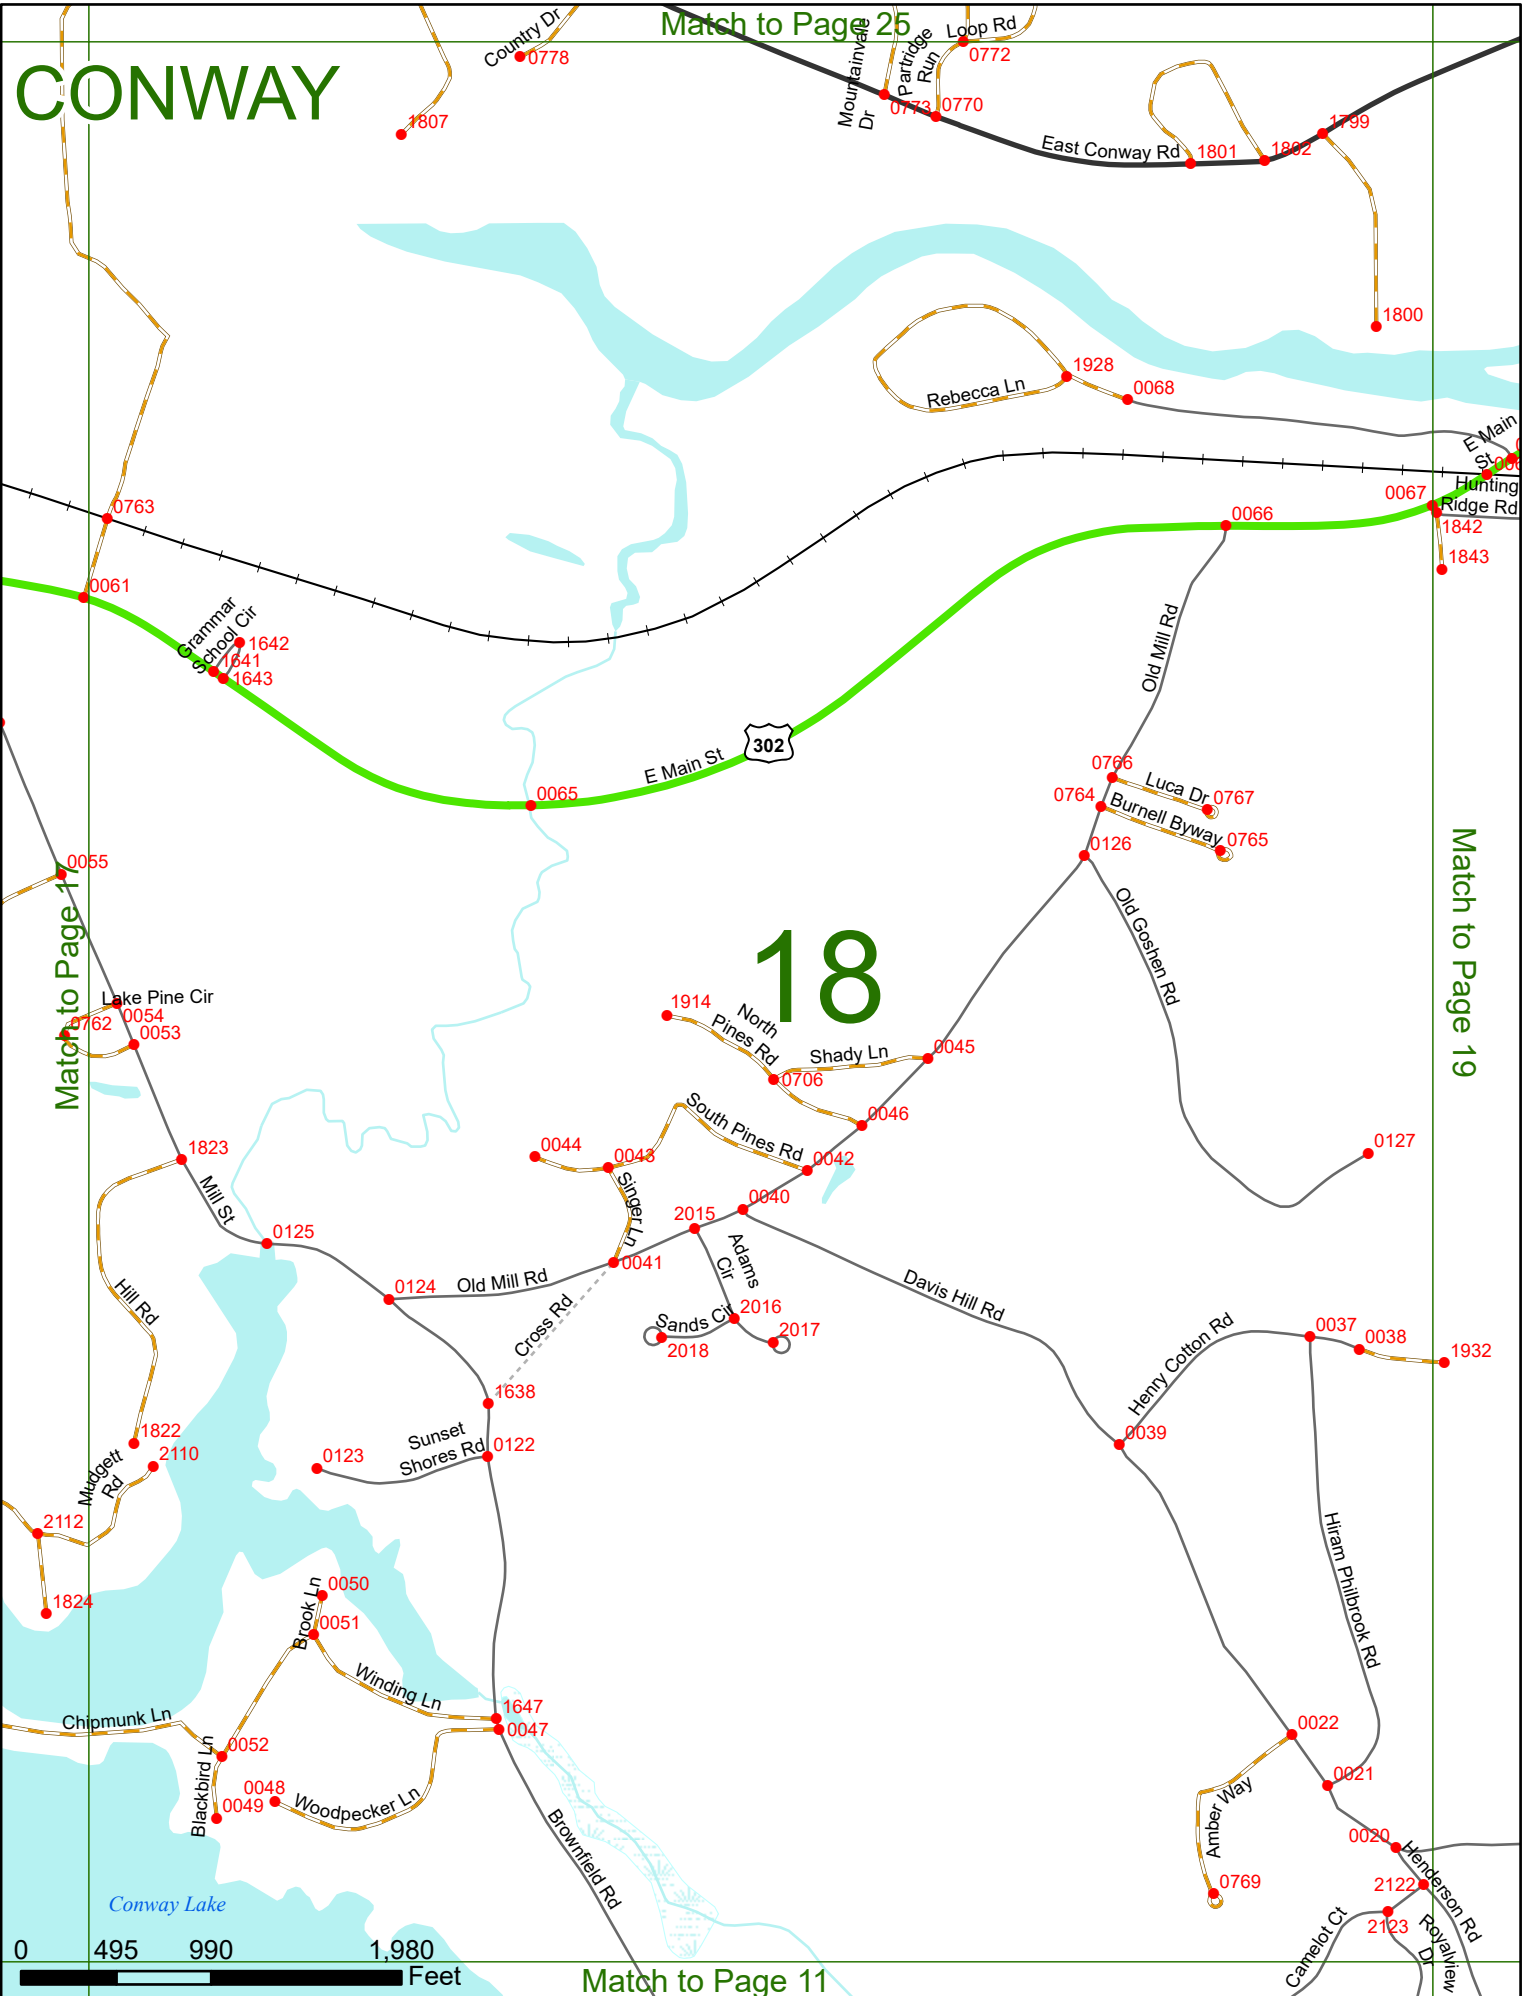 Match to Page 25
CONWAY
Country Dr
0778
1807
Mountainvale
Dr
Partridge
Run
Loop Rd
0772
0773
0770
East Conway Rd
1801
1802
1799
1800
1928
0068
Rebecca Ln
E Main
St
0067
Hunting
Ridge Rd
1842
1843
0066
0763
0061
Grammar
School Cir
1642
1641
1643
Old Mill Rd
302
E Main St
0065
0766
Luca Dr
0767
0764
Burnell Byway
0765
0126
0055
Match to Page 17
Match to Page 19
Old Goshen Rd
18
Lake Pine Cir
0054
0762
0053
1914
North
Pines Rd
Shady Ln
0045
0706
South Pines Rd
0046
0044
0043
0042
0127
1823
Mill St
Singer Ln
0040
2015
0125
Adams
Cir
0041
Davis Hill Rd
0124
Old Mill Rd
Hill Rd
Cross Rd
Sands Cir
2016
2017
2018
Henry Cotton Rd
0037
0038
1932
1638
0039
1822
2110
Mudgett
Rd
0123
Sunset
Shores Rd
0122
2112
Hiram Philbrook Rd
1824
Brook Ln
0050
0051
Winding Ln
1647
0047
Chipmunk Ln
0052
Blackbird Ln
0048
0049
Woodpecker Ln
0022
0021
Amber Way
Brownfield Rd
0020
Henderson Rd
2122
0769
2123
Camelot Ct
Royalview
Dr
Conway Lake
0 495 990 1,980
Feet
Match to Page 11